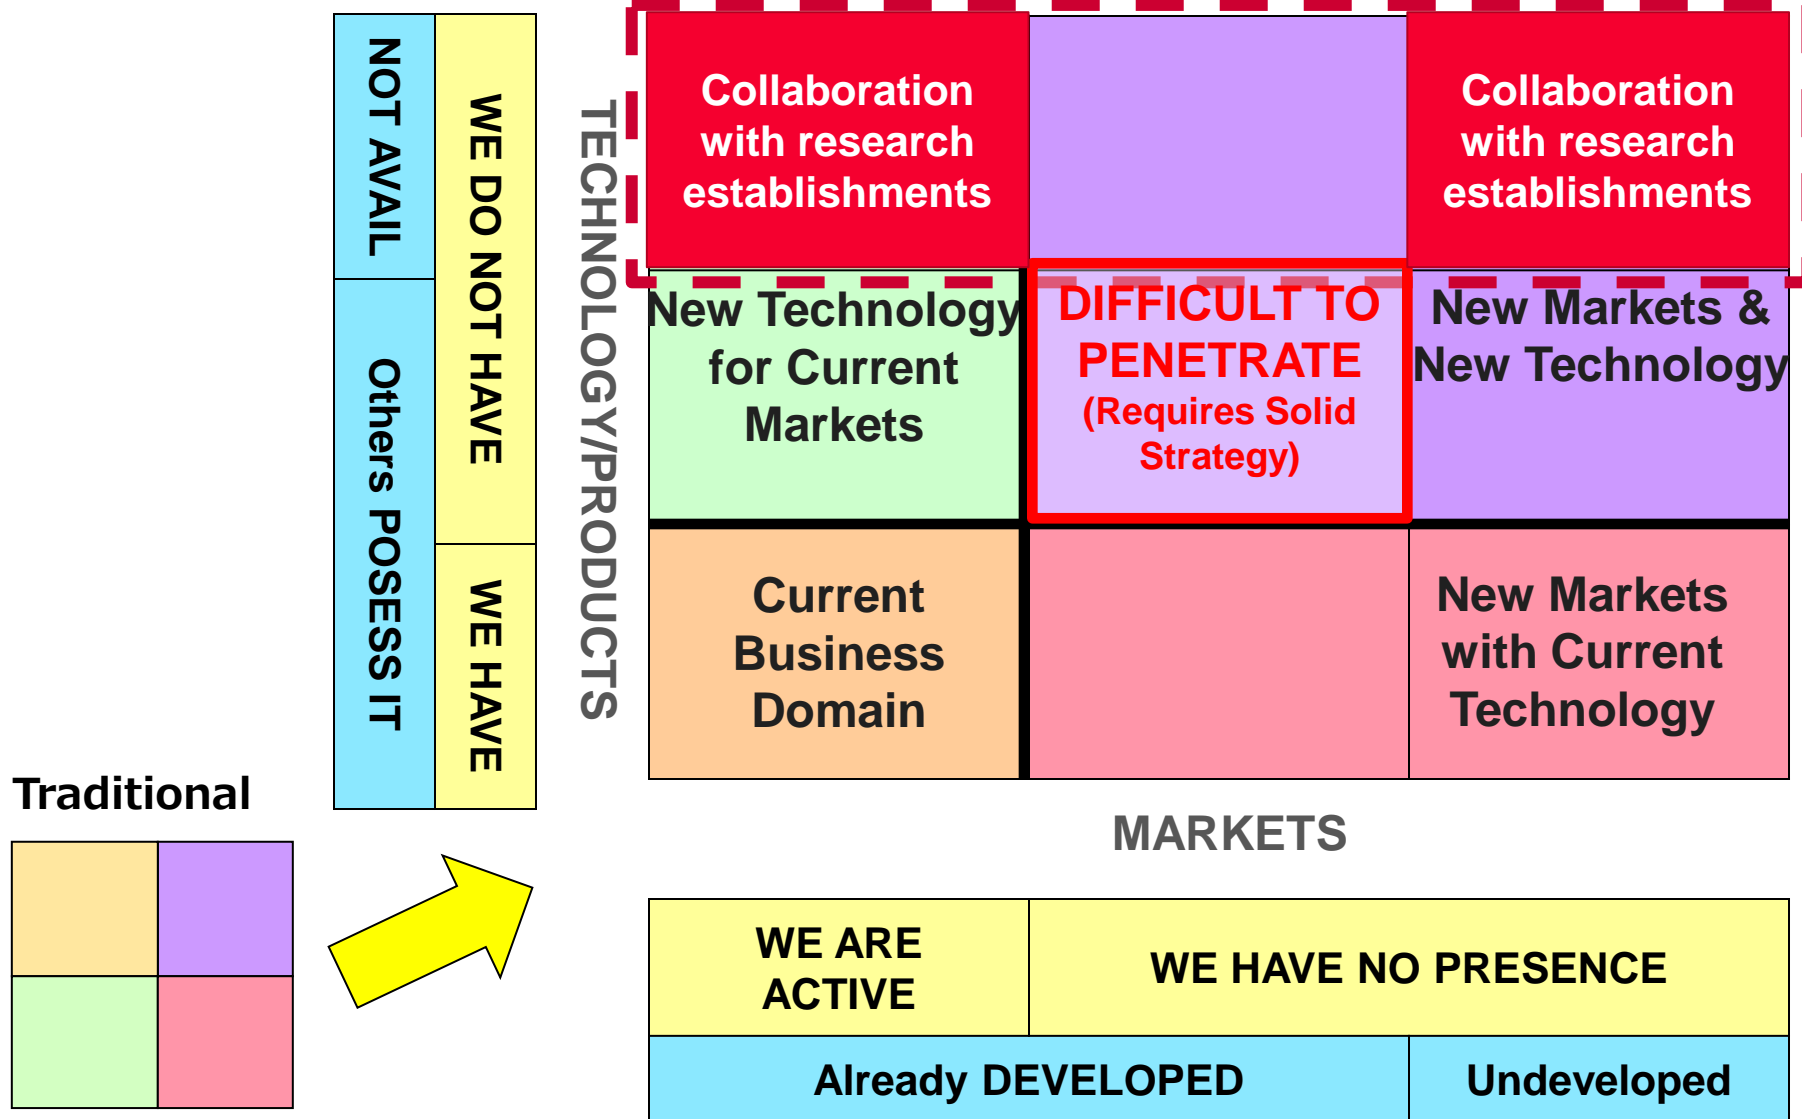 NOT AVAIL
Others POSESS IT
WE DO NOT HAVE
WE HAVE
TECHNOLOGY/PRODUCTS
Collaboration
with research
establishments
Collaboration
with research
establishments
New Technology
for Current
Markets
DIFFICULT TO
PENETRATE
(Requires Solid
Strategy)
New Markets &
New Technology
Current
Business
Domain
New Markets
with Current
Technology
Traditional
MARKETS
WE ARE
ACTIVE
WE HAVE NO PRESENCE
Already DEVELOPED
Undeveloped